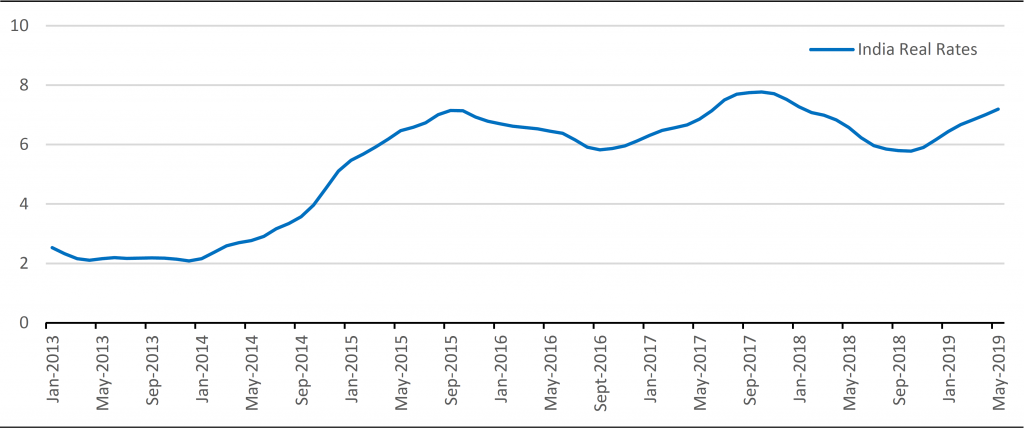 10
India Real Rates
8
6
4
2
0
Jan-2013
May-2013
Sep-2013
Jan-2014
May-2014
Sep-2014
Jan-2015
May-2015
Sep-2015
Jan-2016
May-2016
Sept-2016
Jan-2017
May-2017
Sep-2017
Jan-2018
May-2018
Sep-2018
Jan-2019
May-2019